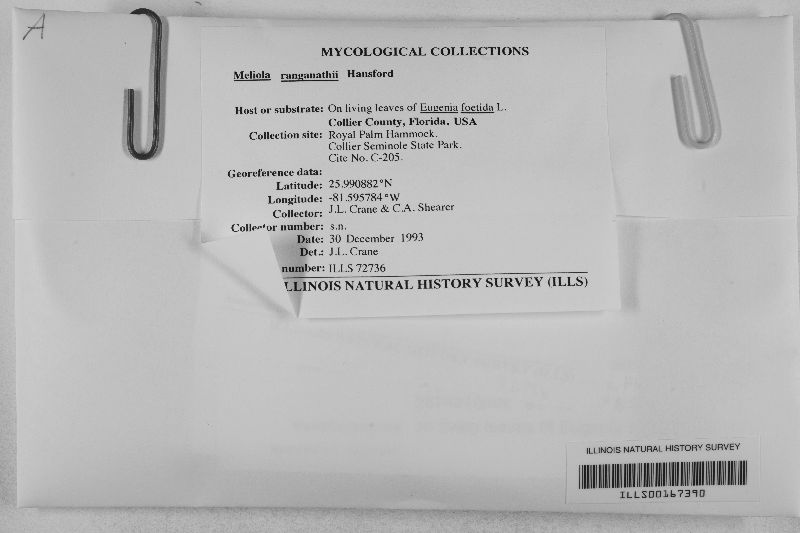 A
MYCOLOGICAL COLLECTIONS
Meliola ranganathii Hansford
Host or substrate: On living leaves of Eugenia foetida L.
Collier County, Florida, USA
Collection site: Royal Palm Hammock.
Collier Seminole State Park.
Cite No. C-205.
Georeference data:
Latitude: 25.990882°N
Longitude: -81.595784°W
Collector: J.L. Crane & C.A. Shearer
Collector number: s.n.
Date: 30 December 1993
Det.: J.L. Crane
number: ILLS 72736
ILLINOIS NATURAL HISTORY SURVEY (ILLS)
ILLINOIS NATURAL HISTORY SURVEY
ILLS00167390